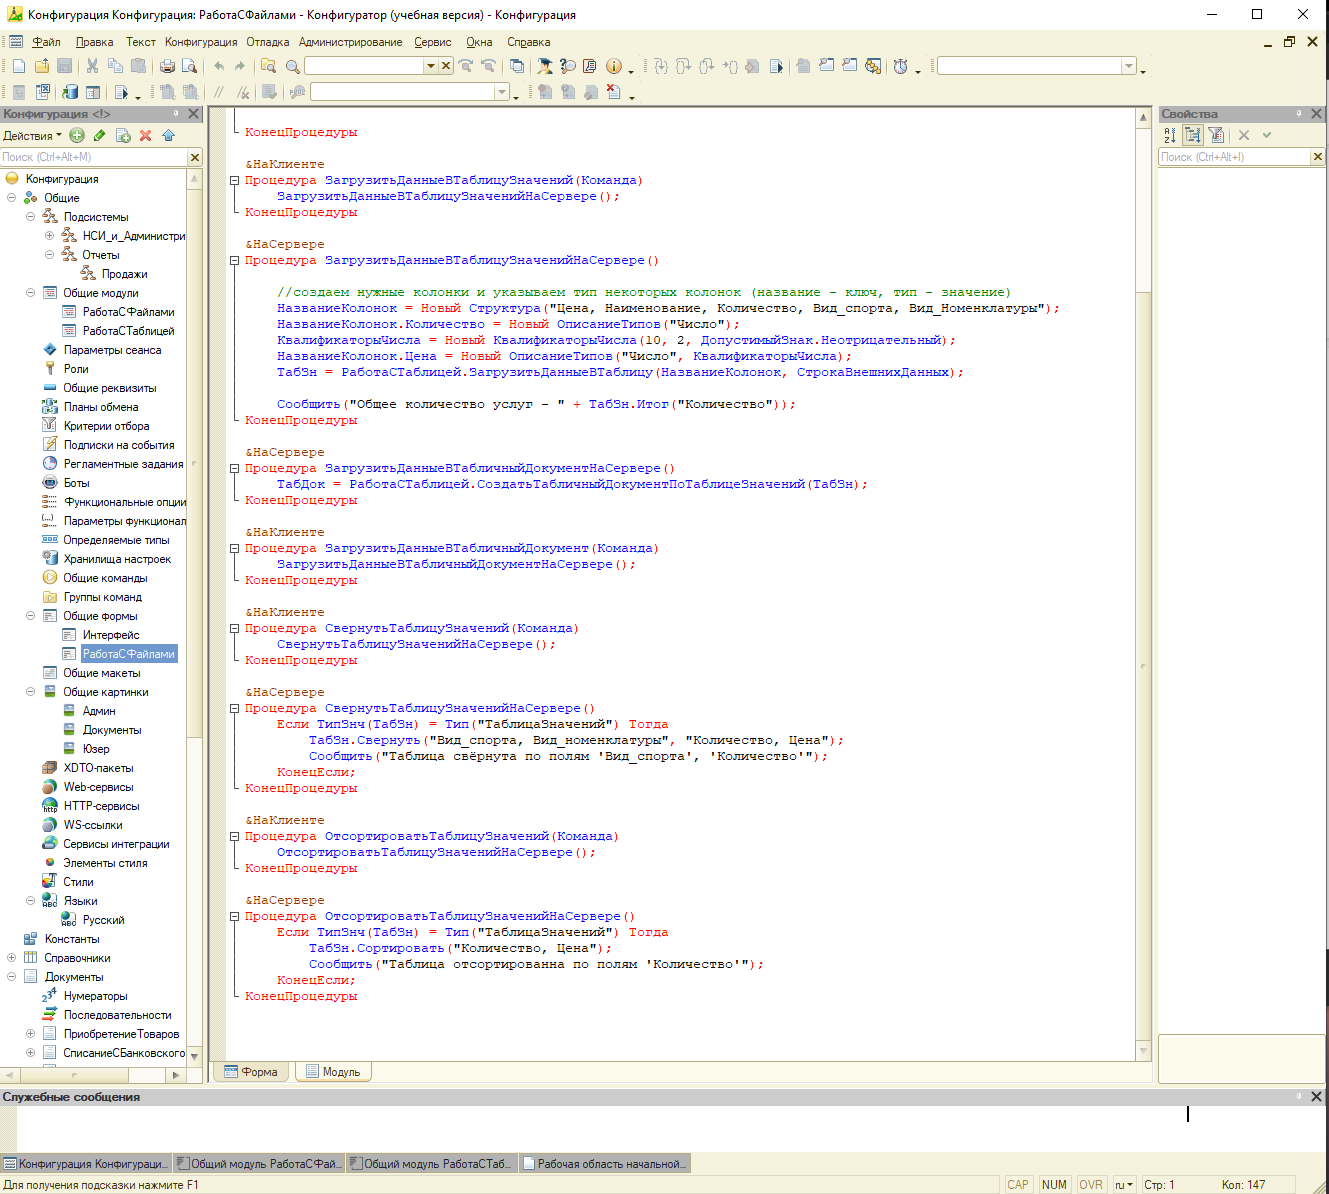 Конфигурация Конфигурация: РаботаСФайлами - Конфигуратор (учебная версия) - Конфигурация
Файл Правка Текст Конфигурация Отладка Администрирование Сервис Окна Справка
Конфигурация <!>
Действия
Поиск (Ctrl+Alt+M)
Конфигурация
Общие
Подсистемы
НСИ_и_Администри
Отчеты
Продажи
Общие модули
РаботаСФайлами
РаботаСТаблицей
Параметры сеанса
Роли
Общие реквизиты
Планы обмена
Критерии отбора
Подписки на события
Регламентные задания
Боты
Функциональные опции
Параметры функционал
Определяемые типы
Хранилища настроек
Общие команды
Группы команд
Общие формы
Интерфейс
РаботаСФайлами
Общие макеты
Общие картинки
Админ
Документы
Юзер
XDTO-пакеты
Web-сервисы
HTTP-сервисы
WS-ссылки
Сервисы интеграции
Элементы стиля
Стили
Языки
Русский
Константы
Справочники
Документы
Нумераторы
Последовательности
ПриобретениеТоваров
СписаниеСБанковского
КонецПроцедуры
&НаКлиенте
Процедура ЗагрузитьДанныеВТаблицуЗначений(Команда)
ЗагрузитьДанныеВТаблицуЗначенийНаСервере();
КонецПроцедуры
&НаСервере
Процедура ЗагрузитьДанныеВТаблицуЗначенийНаСервере()
//создаем нужные колонки и указываем тип некоторых колонок (название - ключ, тип - значение)
НазваниеКолонок = Новый Структура("Цена, Наименование, Количество, Вид_спорта, Вид_Номенклатуры");
НазваниеКолонок.Количество = Новый ОписаниеТипов("Число");
КвалификаторыЧисла = Новый КвалификаторыЧисла(10, 2, ДопустимыйЗнак.Неотрицательный);
НазваниеКолонок.Цена = Новый ОписаниеТипов("Число", КвалификаторыЧисла);
ТабЗн = РаботаСТаблицей.ЗагрузитьДанныеВТаблицу(НазваниеКолонок, СтрокаВнешнихДанных);
Сообщить("Общее количество услуг - " + ТабЗн.Итог("Количество"));
КонецПроцедуры
&НаСервере
Процедура ЗагрузитьДанныеВТабличныйДокументНаСервере()
ТабДок = РаботаСТаблицей.СоздатьТабличныйДокументПоТаблицеЗначений(ТабЗн);
КонецПроцедуры
&НаКлиенте
Процедура ЗагрузитьДанныеВТабличныйДокумент(Команда)
ЗагрузитьДанныеВТабличныйДокументНаСервере();
КонецПроцедуры
&НаКлиенте
Процедура СвернутьТаблицуЗначений(Команда)
СвернутьТаблицуЗначенийНаСервере();
КонецПроцедуры
&НаСервере
Процедура СвернутьТаблицуЗначенийНаСервере()
Если ТипЗнч(ТабЗн) = Тип("ТаблицаЗначений") Тогда
ТабЗн.Свернуть("Вид_спорта, Вид_номенклатуры", "Количество, Цена");
Сообщить("Таблица свёрнута по полям 'Вид_спорта', 'Количество'");
КонецЕсли;
КонецПроцедуры
&НаКлиенте
Процедура ОтсортироватьТаблицуЗначений(Команда)
ОтсортироватьТаблицуЗначенийНаСервере();
КонецПроцедуры
&НаСервере
Процедура ОтсортироватьТаблицуЗначенийНаСервере()
Если ТипЗнч(ТабЗн) = Тип("ТаблицаЗначений") Тогда
ТабЗн.Сортировать("Количество, Цена");
Сообщить("Таблица отсортированна по полям 'Количество'");
КонецЕсли;
КонецПроцедуры
Форма Модуль
Свойства
Поиск (Ctrl+Alt+I)
Служебные сообщения
Конфигурация Конфигураци... Общий модуль РаботаСФай... Общий модуль РаботаСТаб... Рабочая область начальной...
Для получения подсказки нажмите F1 CAP NUM OVR ru Стр: 1 Кол: 147